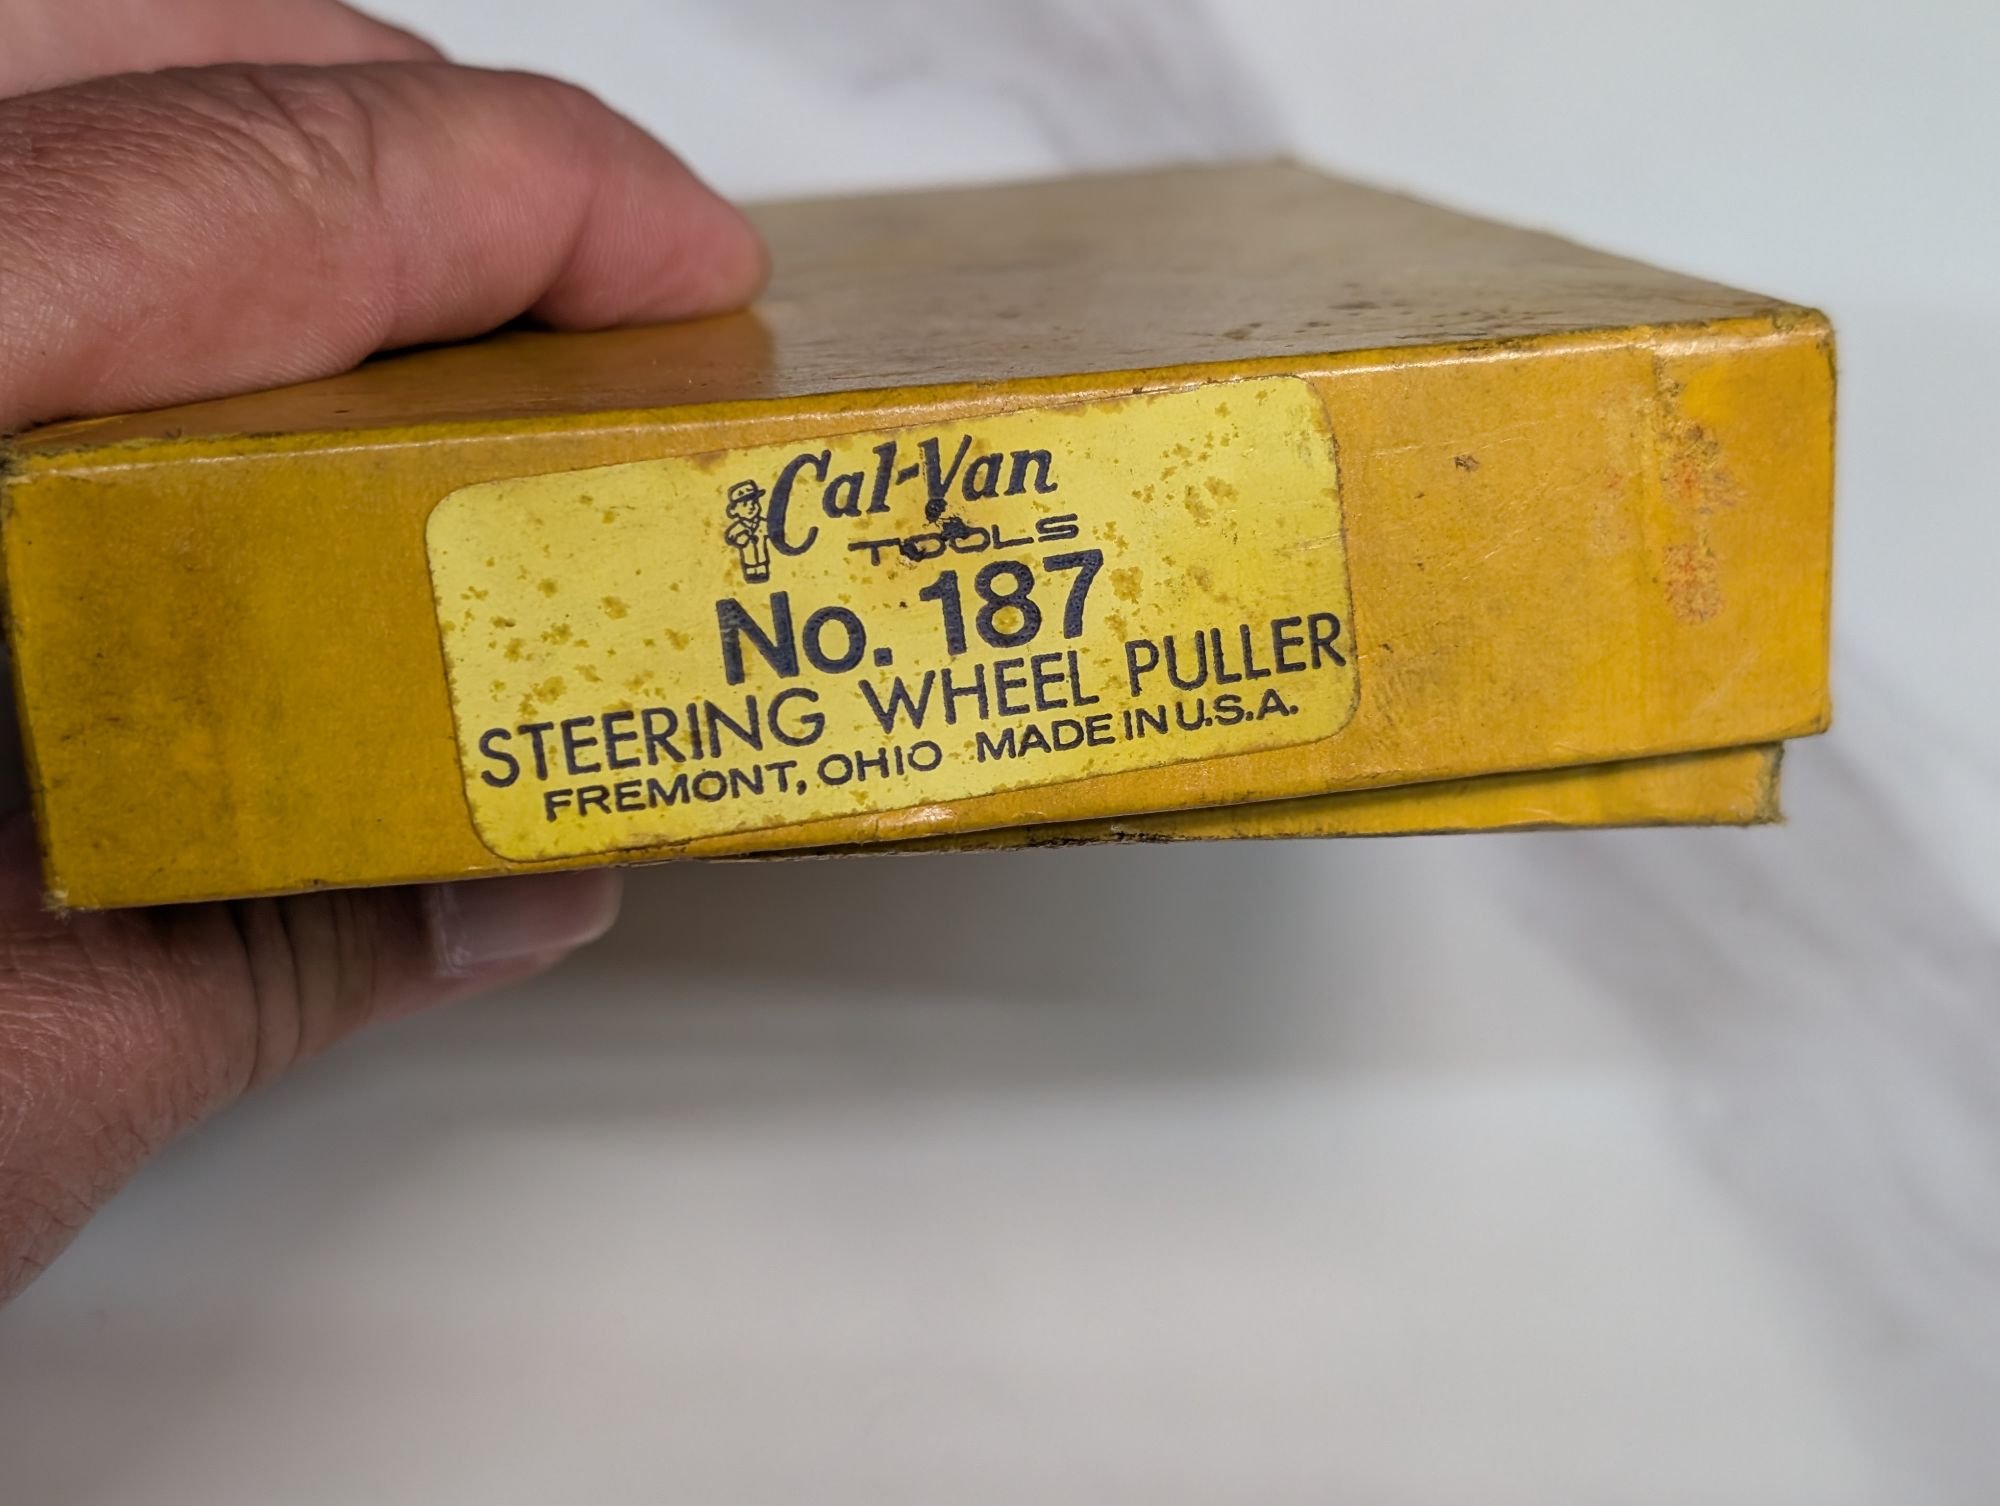 Cal-Van
TOOLS
No. 187
STEERING WHEEL PULLER
FREMONT, OHIO MADE IN U.S.A.